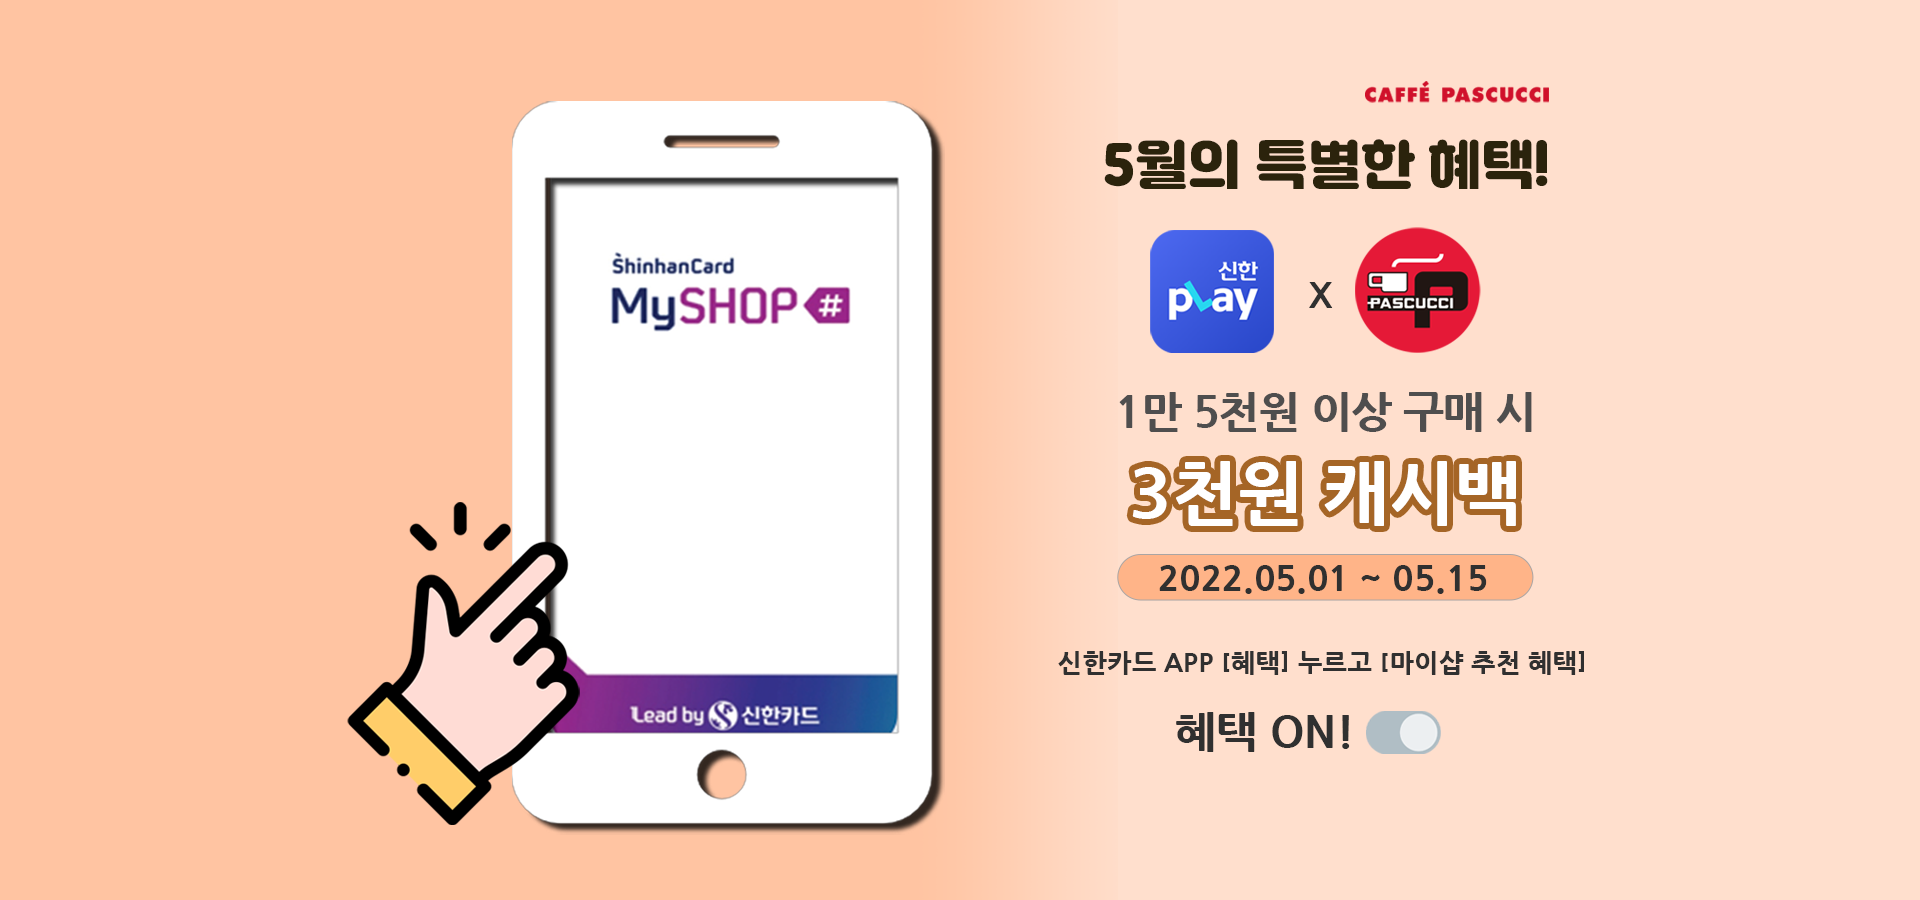 ShinhanCard
MySHOP #
Lead by 신한카드
CAFFÉ PASCUCCI
5월의 특별한 혜택!
신한
pLay
x
PASCUCCI
1만 5천원 이상 구매 시
3천원 캐시백
2022.05.01 ~ 05.15
신한카드 APP [혜택] 누르고 [마이샵 추천 혜택]
혜택 ON!